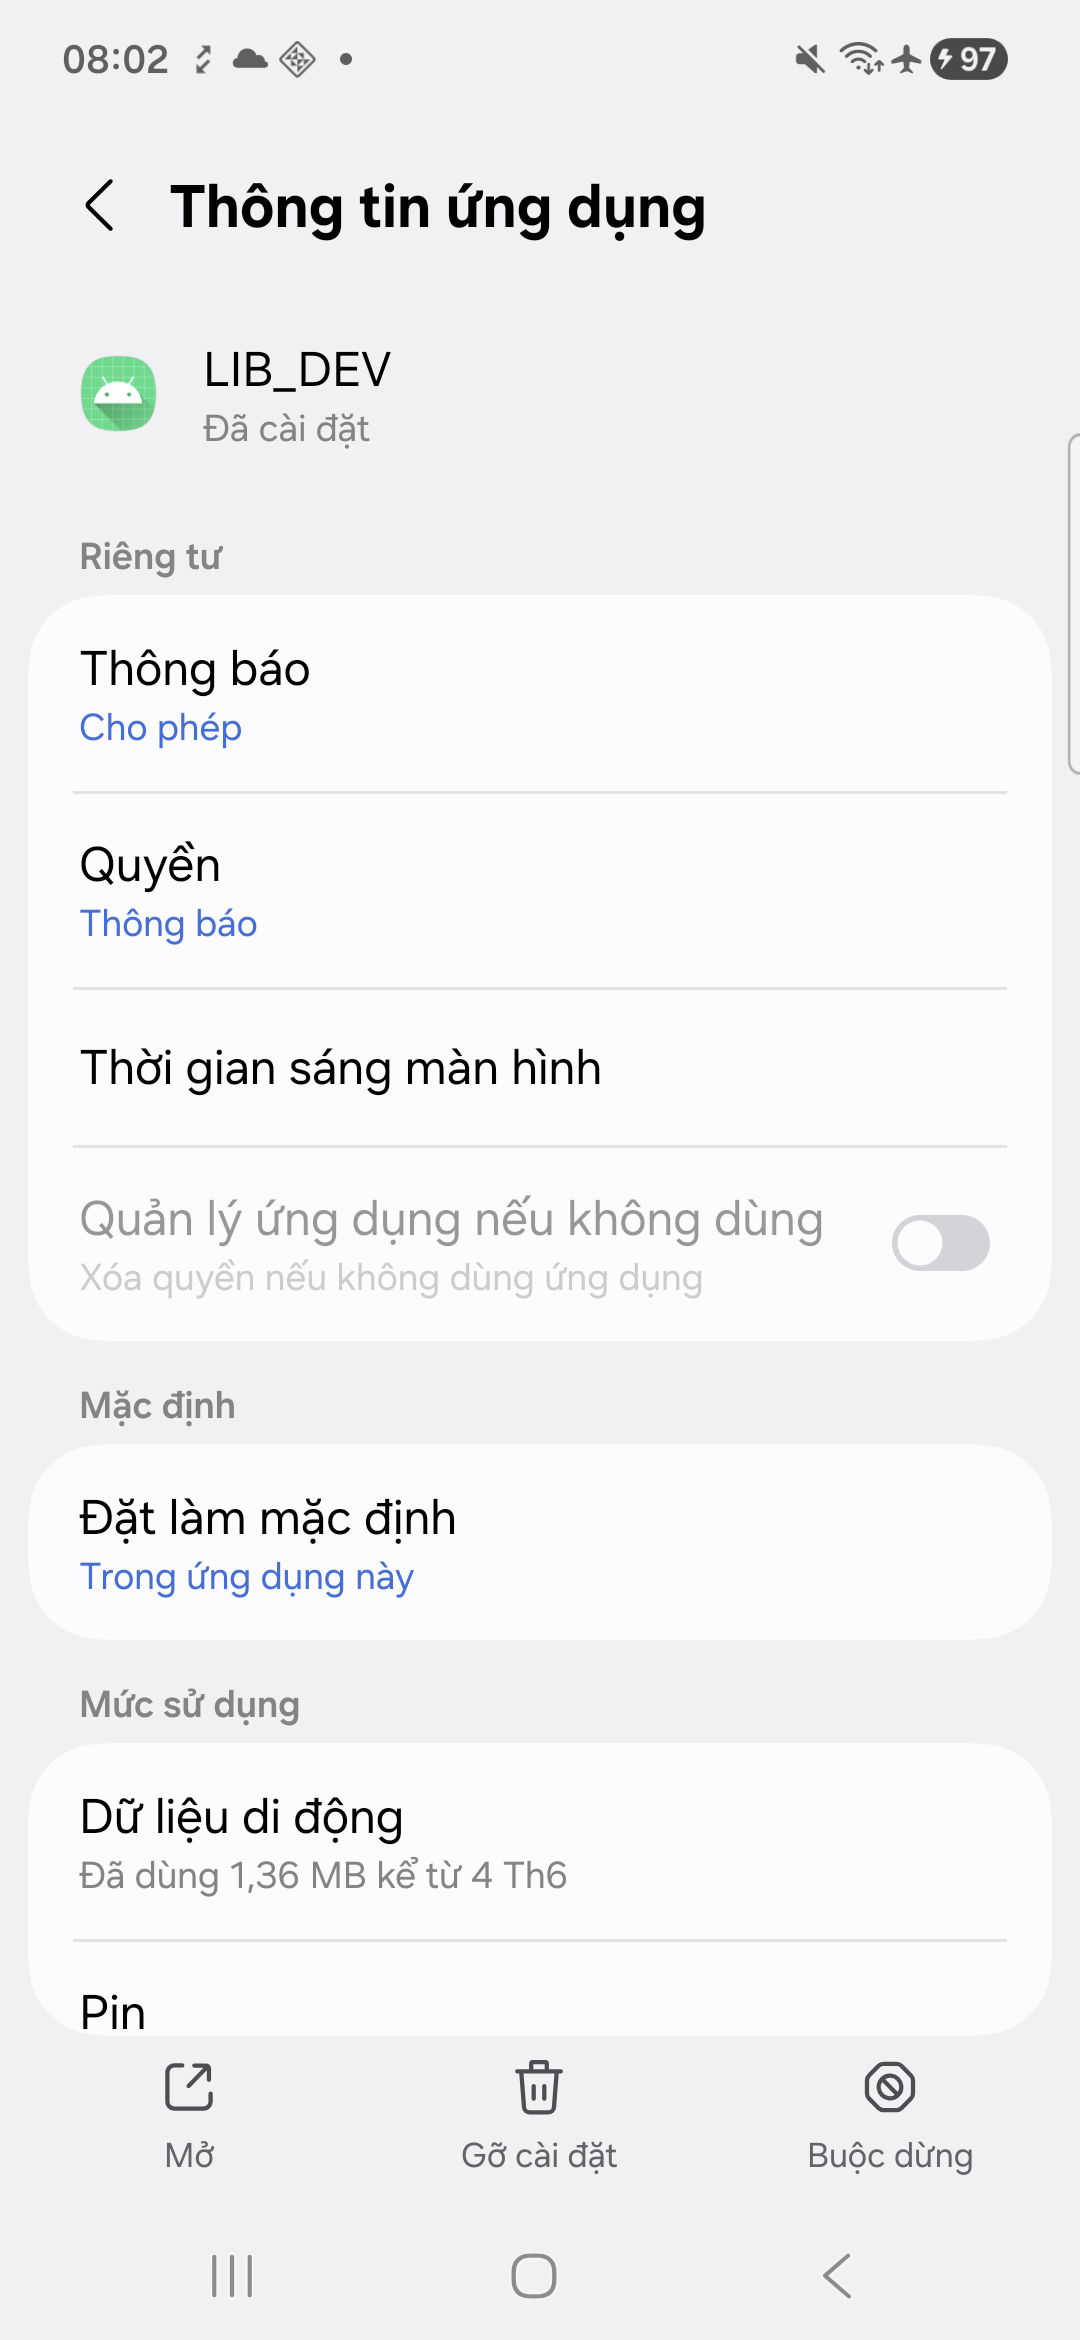 08:02
97
Thông tin ứng dụng
LIB_DEV
Đã cài đặt
Riêng tư
Thông báo
Cho phép
Quyền
Thông báo
Thời gian sáng màn hình
Quản lý ứng dụng nếu không dùng
Xóa quyền nếu không dùng ứng dụng
Mặc định
Đặt làm mặc định
Trong ứng dụng này
Mức sử dụng
Dữ liệu di động
Đã dùng 1,36 MB kể từ 4 Th6
Pin
Mở
Gỡ cài đặt
Buộc dừng